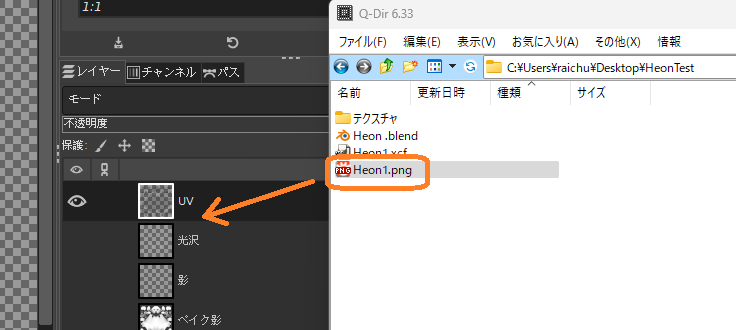 1:1
レイヤー チャンネル パス
モード
不透明度
保護:
UV
光沢
影
ベイク影
Q-Dir 6.33
ファイル(F) 編集(E) 表示(V) お気に入り(A) その他(X) 情報
C:¥Users¥raichu¥Desktop¥HeonTest
名前 更新日時 種類 サイズ
テクスチャ
Heon .blend
Heon1.xcf
PNG Heon1.png